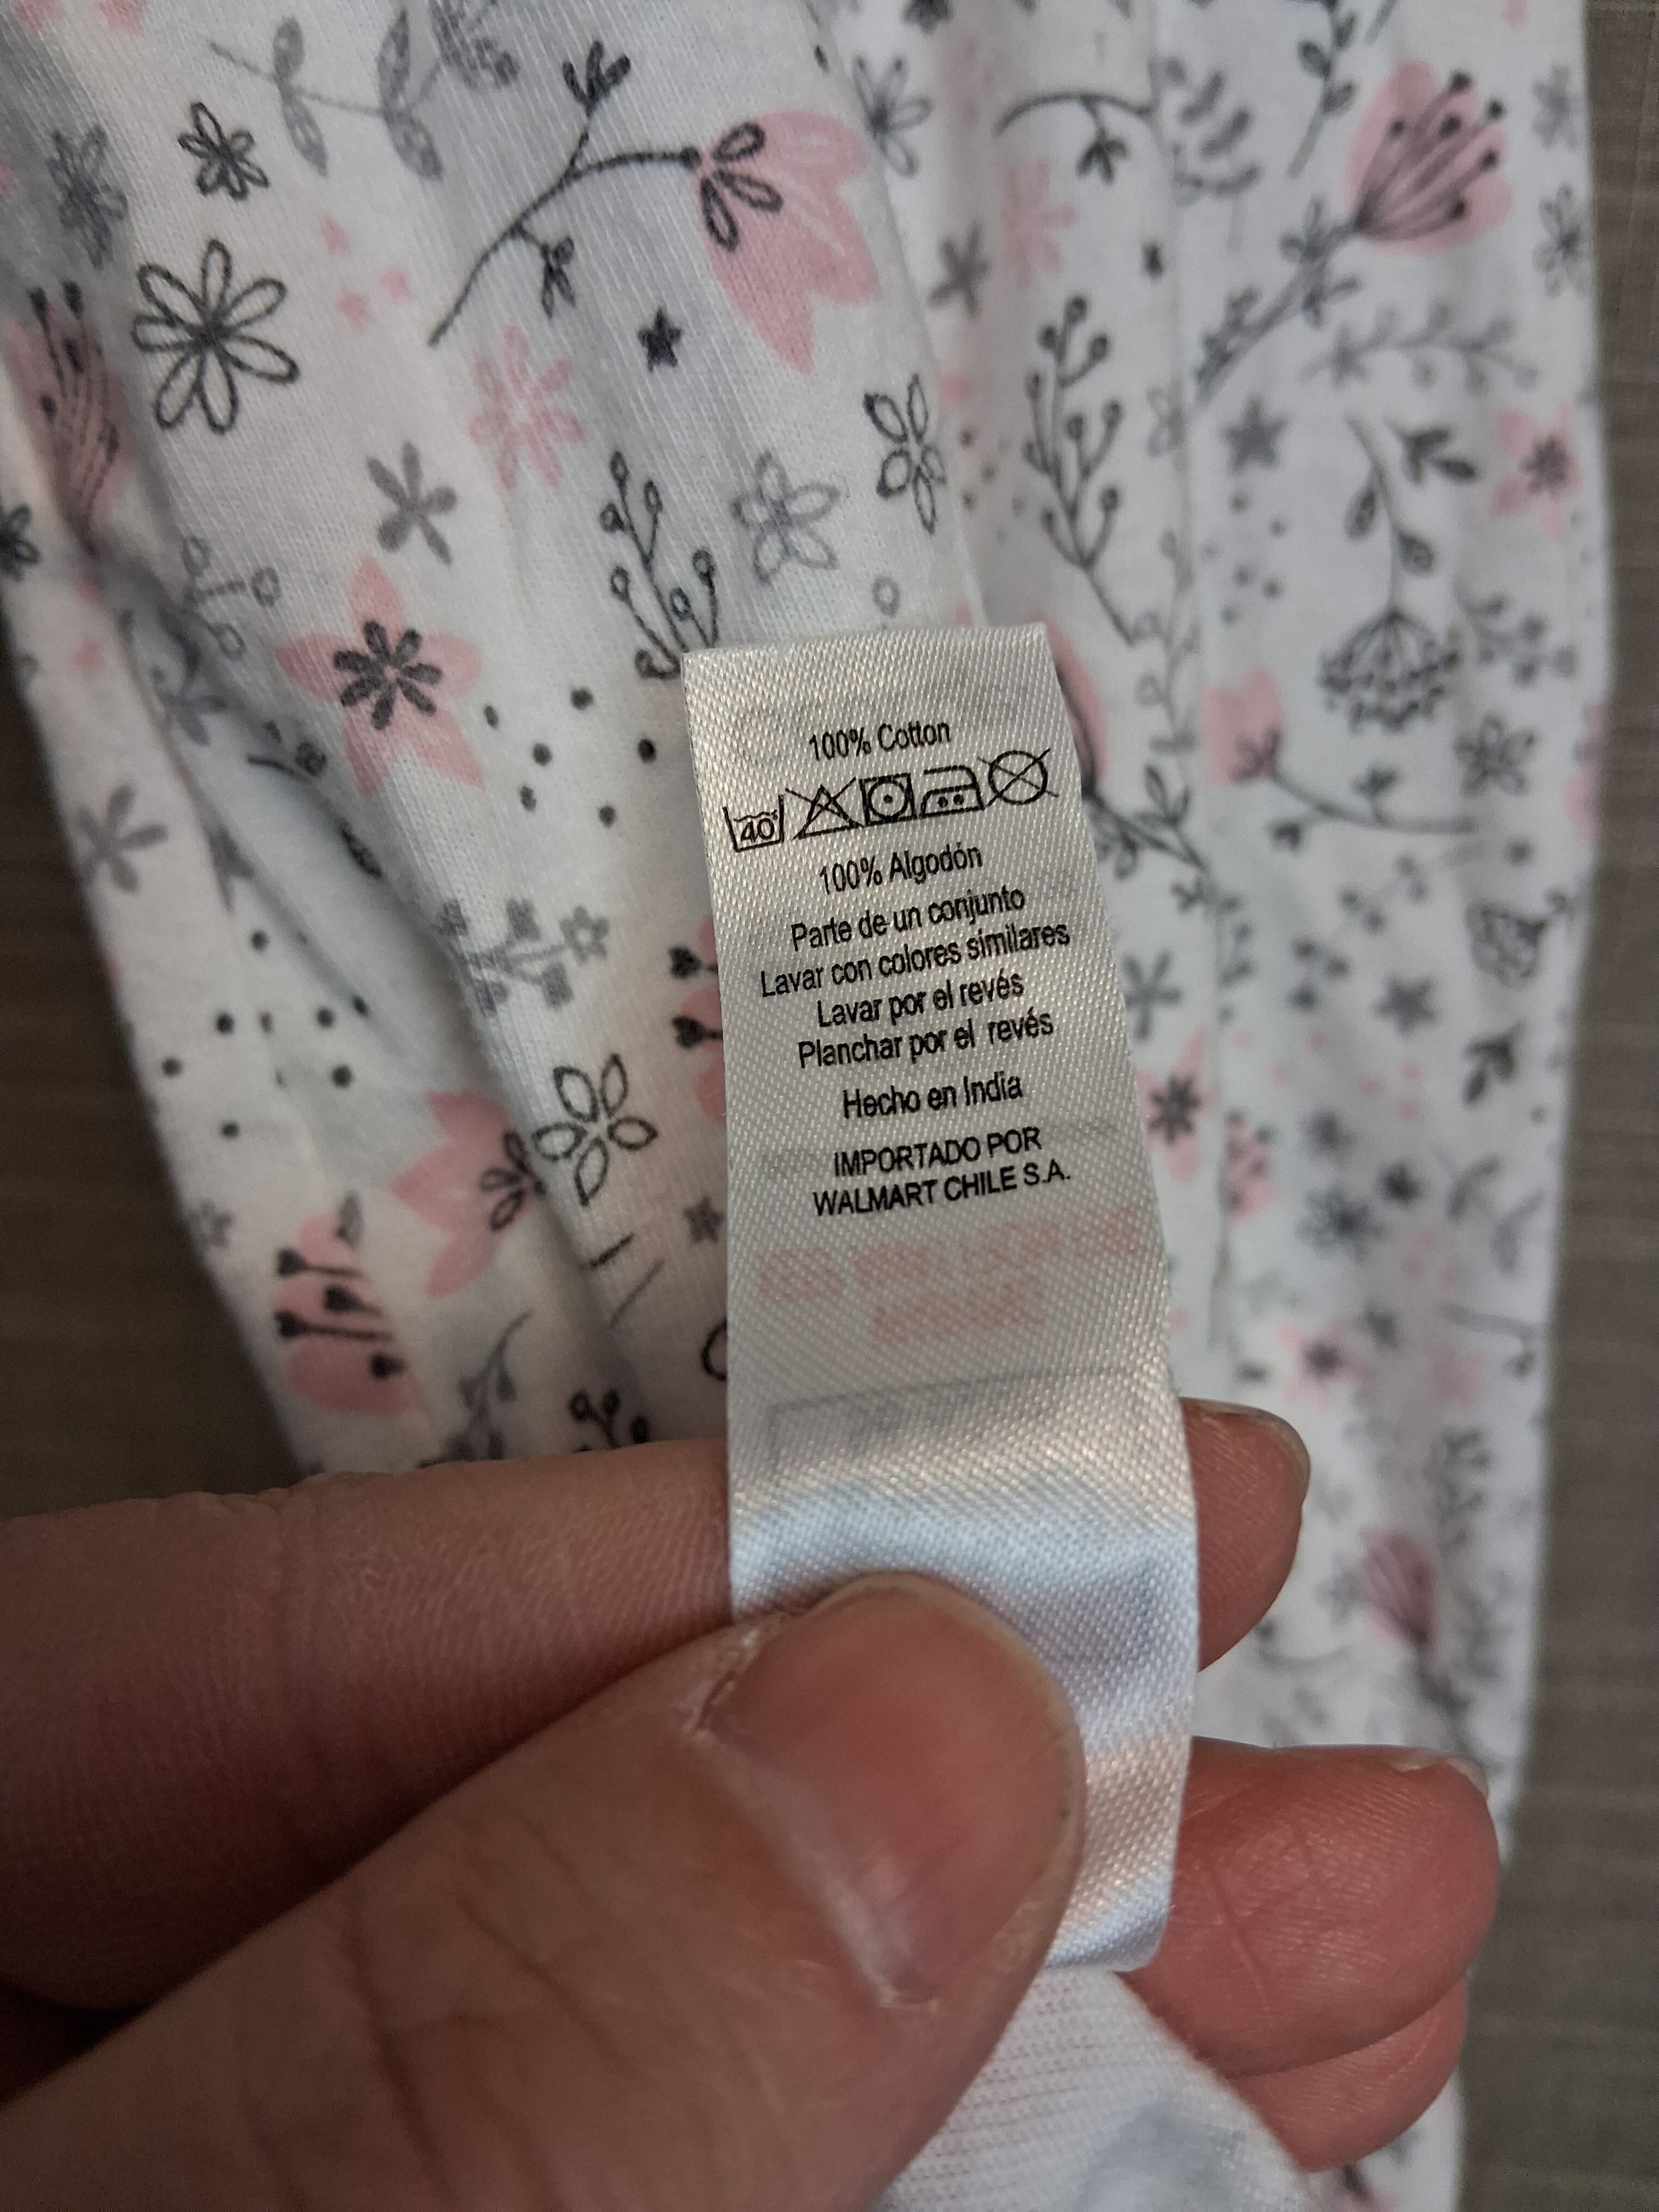 100% Cotton
40
100% Algodón
Parte de un conjunto
Lavar con colores similares
Lavar por el revés
Planchar por el revés
Hecho en India
IMPORTADO POR
WALMART CHILE S.A.